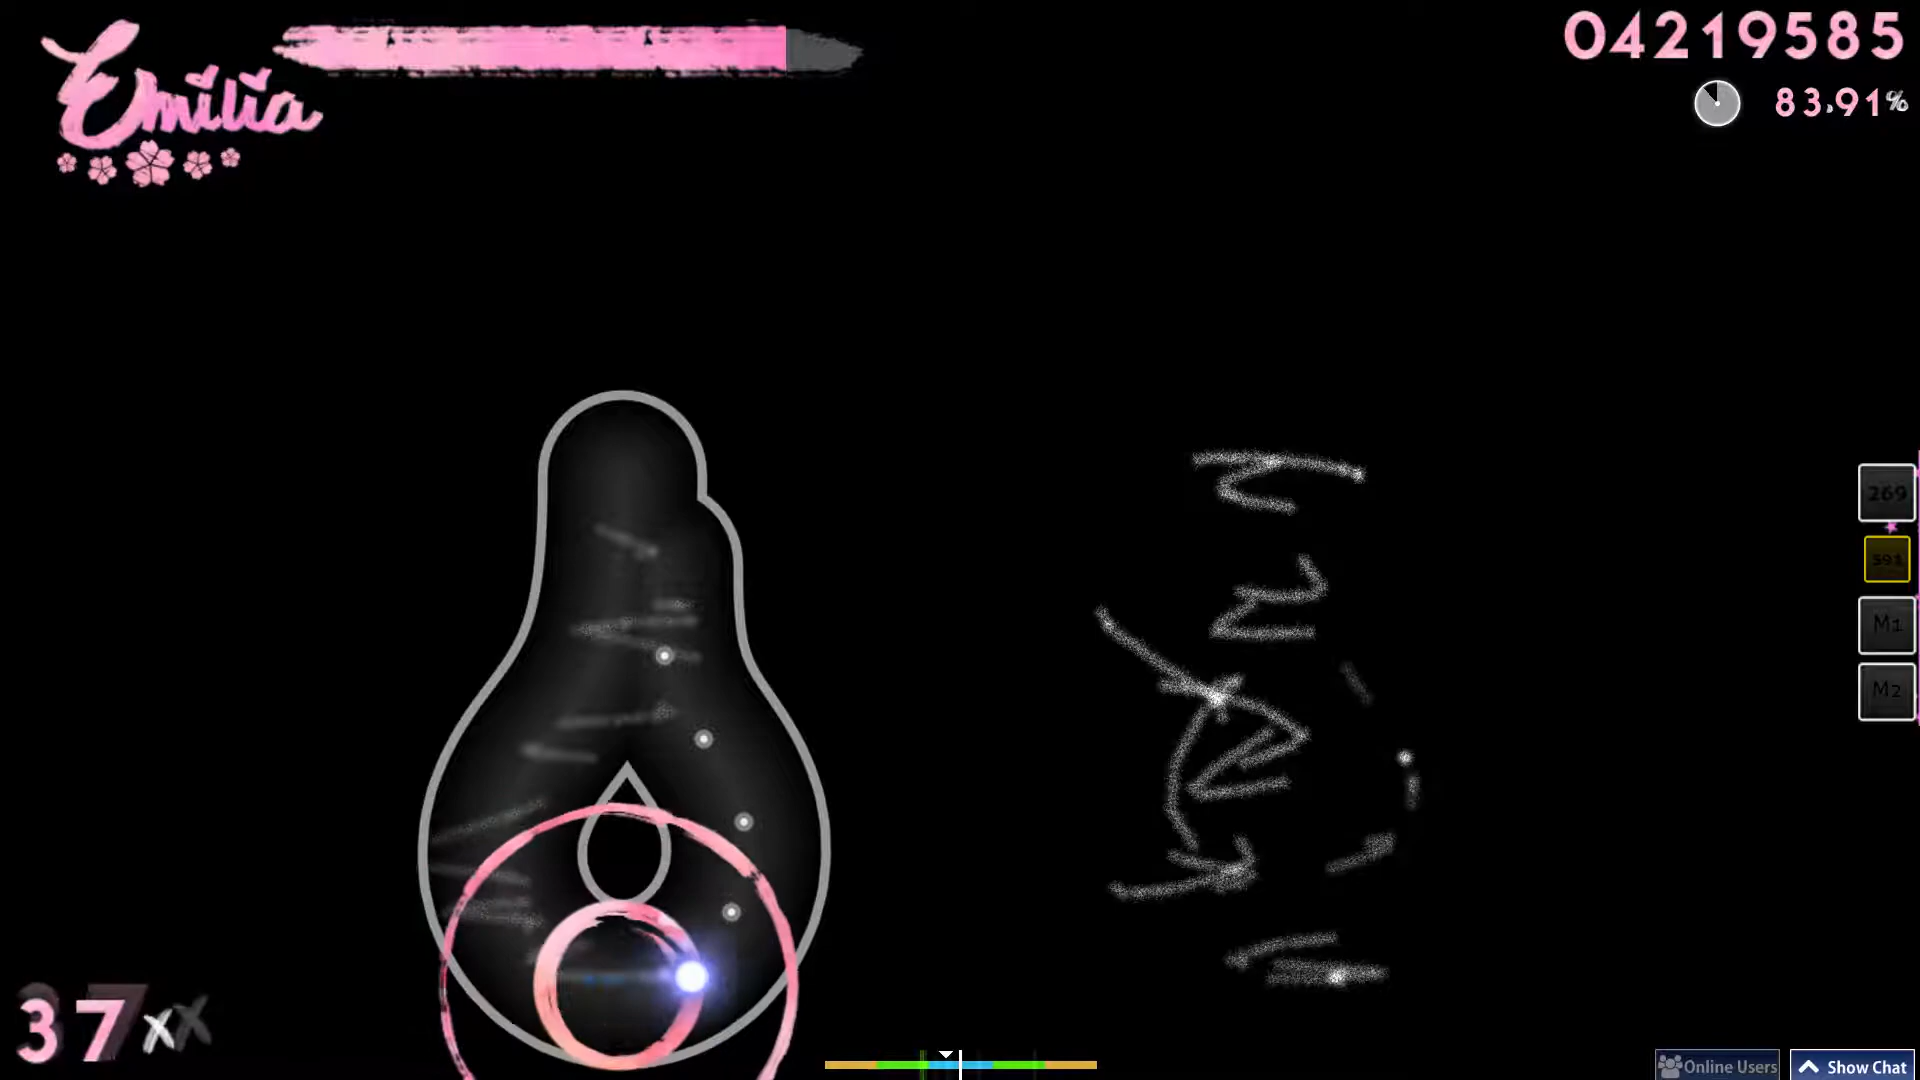 Emilia
04219585
83.91%
269
591
M1
M2
37x
Online Users
Show Chat